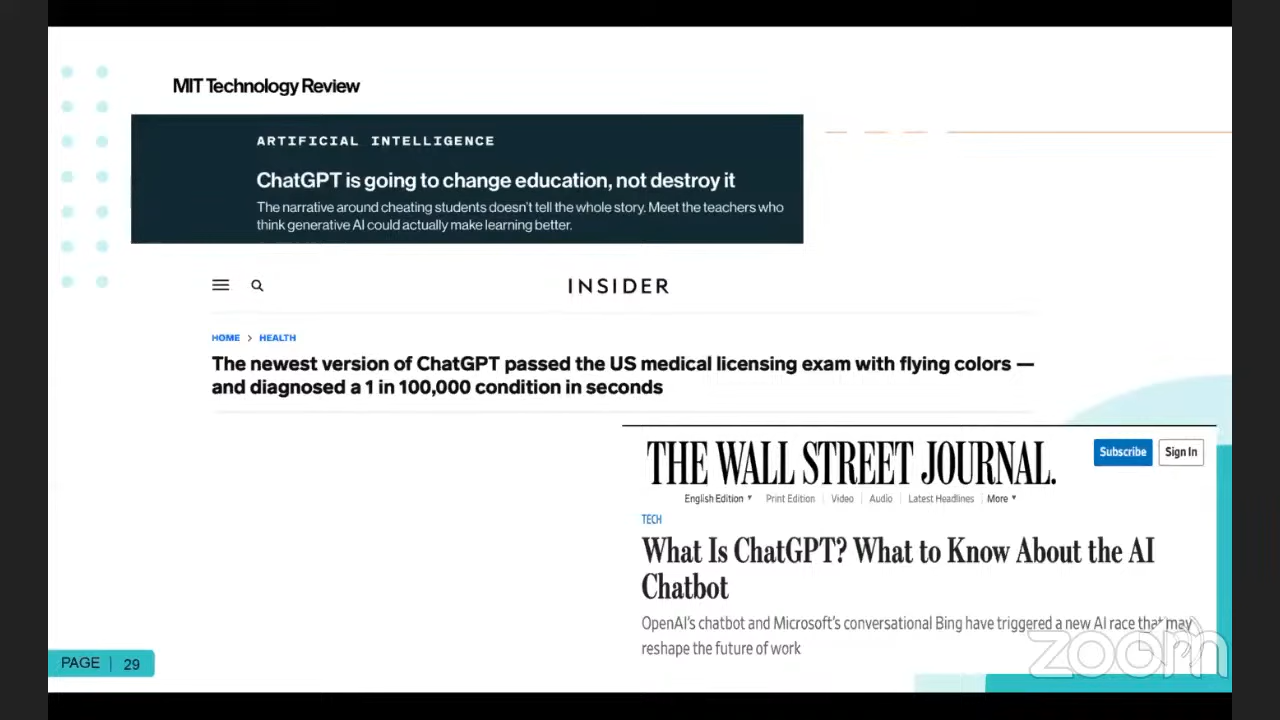 MIT Technology Review
ARTIFICIAL INTELLIGENCE
ChatGPT is going to change education, not destroy it
The narrative around cheating students doesn't tell the whole story. Meet the teachers who
think generative AI could actually make learning better.
INSIDER
HOME > HEALTH
The newest version of ChatGPT passed the US medical licensing exam with flying colors —
and diagnosed a 1 in 100,000 condition in seconds
THE WALL STREET JOURNAL.
Subscribe
Sign In
English Edition ▼ | Print Edition | Video | Audio | Latest Headlines | More ▼
TECH
What Is ChatGPT? What to Know About the AI
Chatbot
OpenAI's chatbot and Microsoft's conversational Bing have triggered a new AI race that may
reshape the future of work
PAGE | 29
zoom